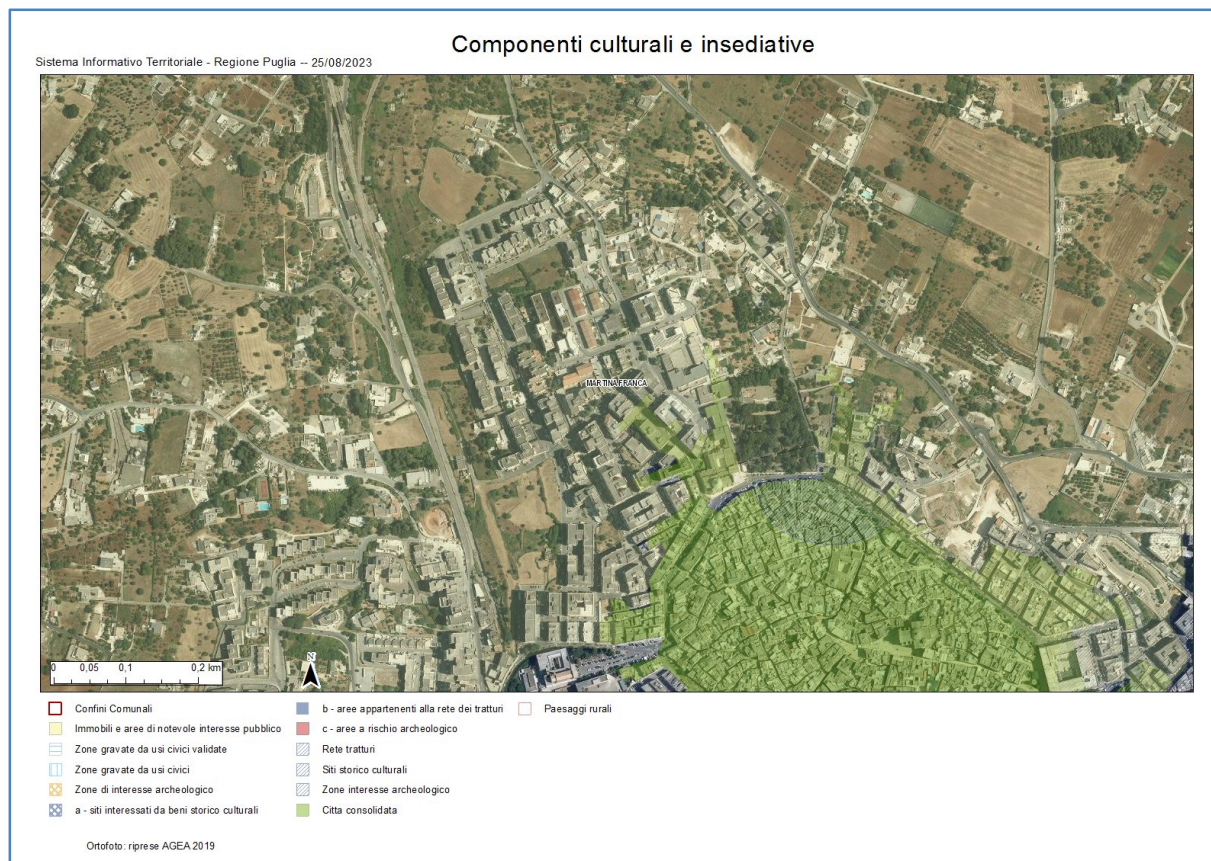 Componenti culturali e insediative
Sistema Informativo Territoriale - Regione Puglia -- 25/08/2023
MARTINA FRANCA
0 0,05 0,1 0,2 km
N
Confini Comunali
Immobili e aree di notevole interesse pubblico
Zone gravate da usi civici validate
Zone gravate da usi civici
Zone di interesse archeologico
a - siti interessati da beni storico culturali
b - aree appartenenti alla rete dei tratturi
c - aree a rischio archeologico
Rete tratturi
Siti storico culturali
Zone interesse archeologico
Citta consolidata
Paesaggi rurali
Ortofoto: riprese AGEA 2019